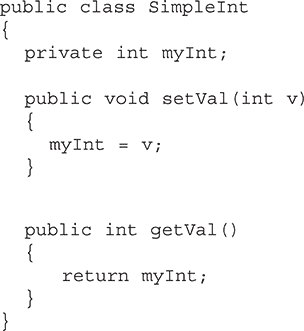 public class SimpleInt
{
  private int myInt;

  public void setVal(int v)
  {
    myInt = v;
  }

  public int getVal()
  {
     return myInt;
  }
}